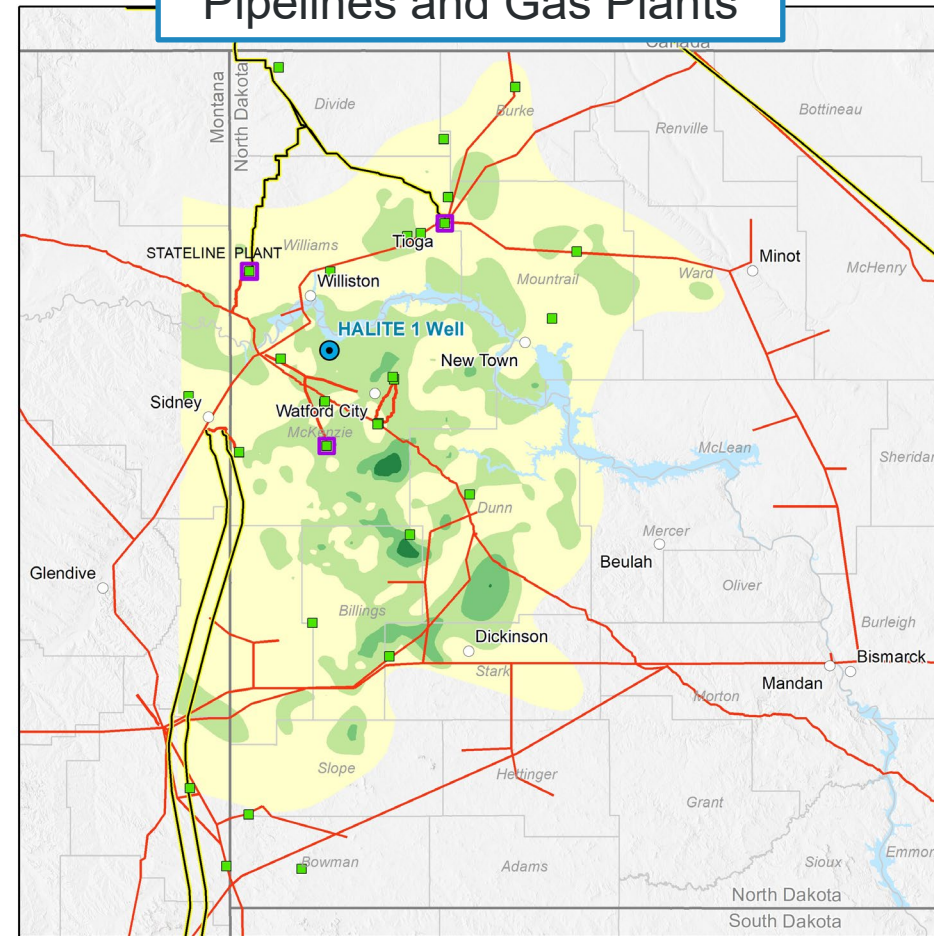 Pipelines and Gas Plants
Canada
Montana
North Dakota
Divide
Burke
Bottineau
Renville
STATELINE PLANT
Williams
Tioga
Minot
Ward
McHenry
Mountrail
Williston
HALITE 1 Well
New Town
Sidney
Watford City
McKenzie
McLean
Sheridan
Dunn
Mercer
Beulah
Glendive
Oliver
Billings
Burleigh
Dickinson
Stark
Bismarck
Mandan
Morton
Slope
Hettinger
Grant
Bowman
Adams
Sioux
Emmon
North Dakota
South Dakota